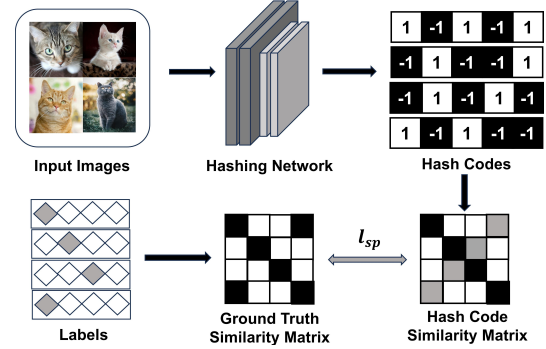 1 -1 1 -1 1
-1 1 -1 -1 1
-1 1 -1 1 -1
1 -1 1 -1 -1
Input Images
Hashing Network
Hash Codes
l_sp
Labels
Ground Truth
Similarity Matrix
Hash Code
Similarity Matrix